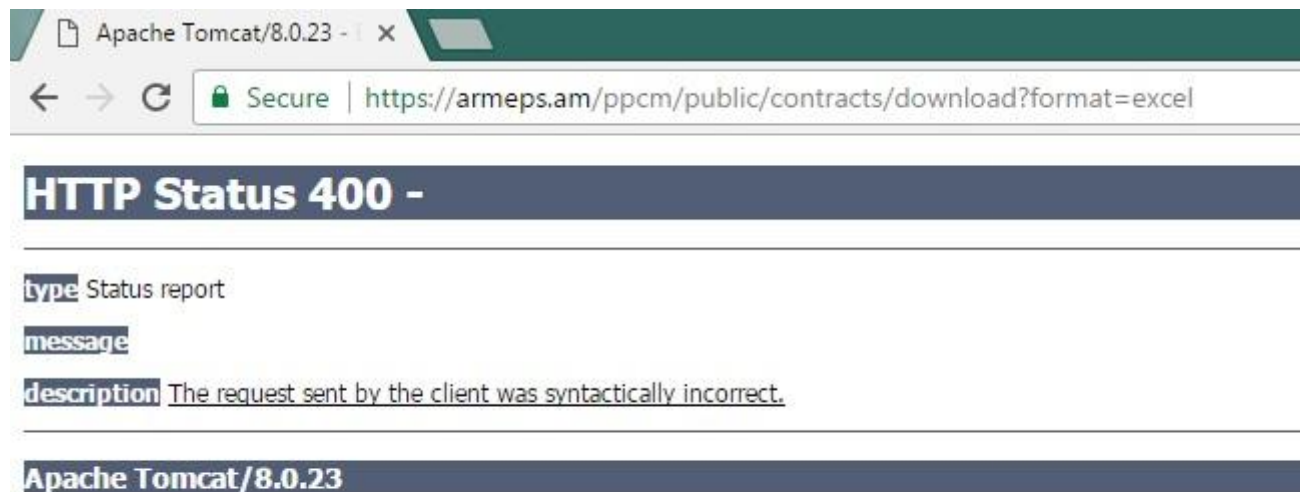 Apache Tomcat/8.0.23 -
Secure | https://armeps.am/ppcm/public/contracts/download?format=excel
HTTP Status 400 -
type Status report
message
description The request sent by the client was syntactically incorrect.
Apache Tomcat/8.0.23